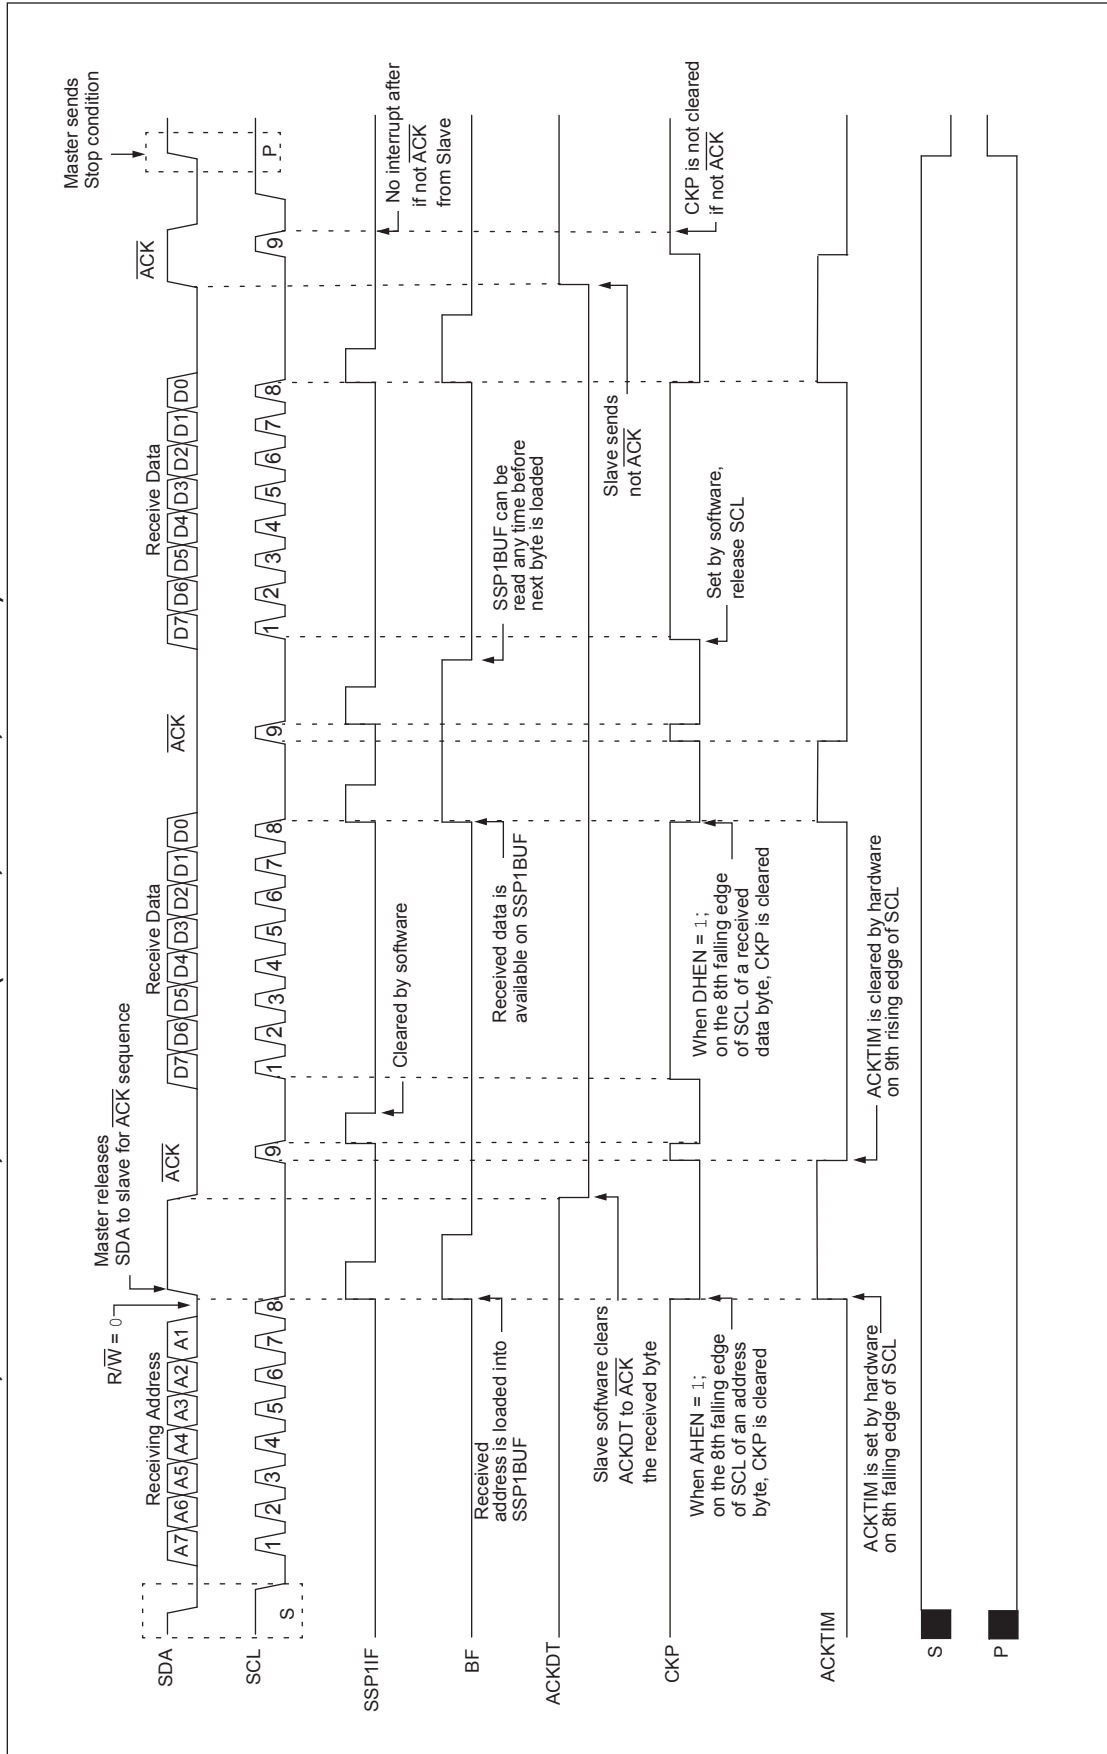 Master sends
Stop condition
Master releases
SDA to slave for ACK sequence
R/W = 0
Receiving Address
ACK
Receive Data
ACK
Receive Data
ACK
SDA
A7 A6 A5 A4 A3 A2 A1
D7 D6 D5 D4 D3 D2 D1 D0
D7 D6 D5 D4 D3 D2 D1 D0
SCL
S
1 2 3 4 5 6 7 8 9
1 2 3 4 5 6 7 8 9
1 2 3 4 5 6 7 8 9
P
SSP1IF
Cleared by software
No interrupt after
if not ACK
from Slave
BF
Received
address is loaded into
SSP1BUF
Received data is
available on SSP1BUF
SSP1BUF can be
read any time before
next byte is loaded
ACKDT
Slave software clears
ACKDT to ACK
the received byte
Slave sends
not ACK
CKP
When AHEN = 1;
on the 8th falling edge
of SCL of an address
byte, CKP is cleared
When DHEN = 1;
on the 8th falling edge
of SCL of a received
data byte, CKP is cleared
Set by software,
release SCL
CKP is not cleared
if not ACK
ACKTIM
ACKTIM is set by hardware
on 8th falling edge of SCL
ACKTIM is cleared by hardware
on 9th rising edge of SCL
S
P